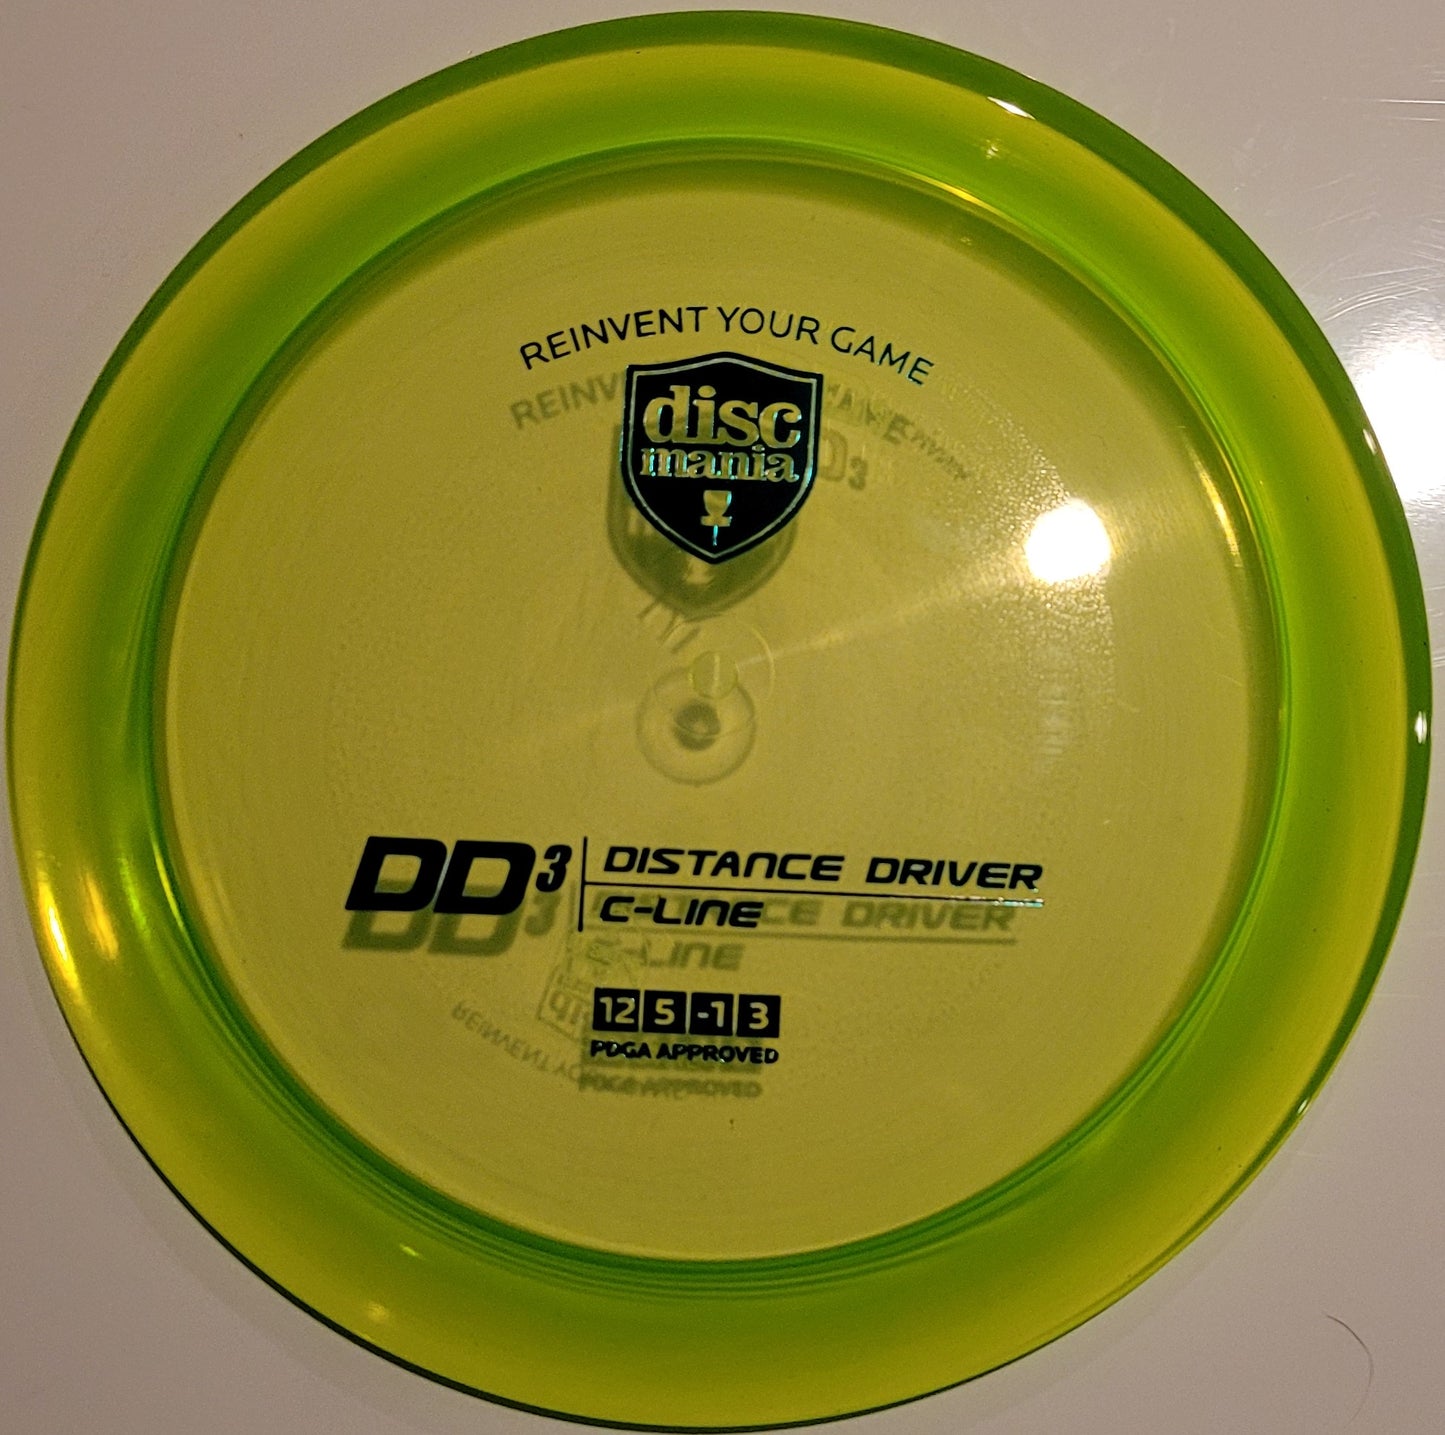 REINVENT YOUR GAME
disc
mania
DD3 DISTANCE DRIVER
C-LINE
12 5 -1 3
PDGA APPROVED